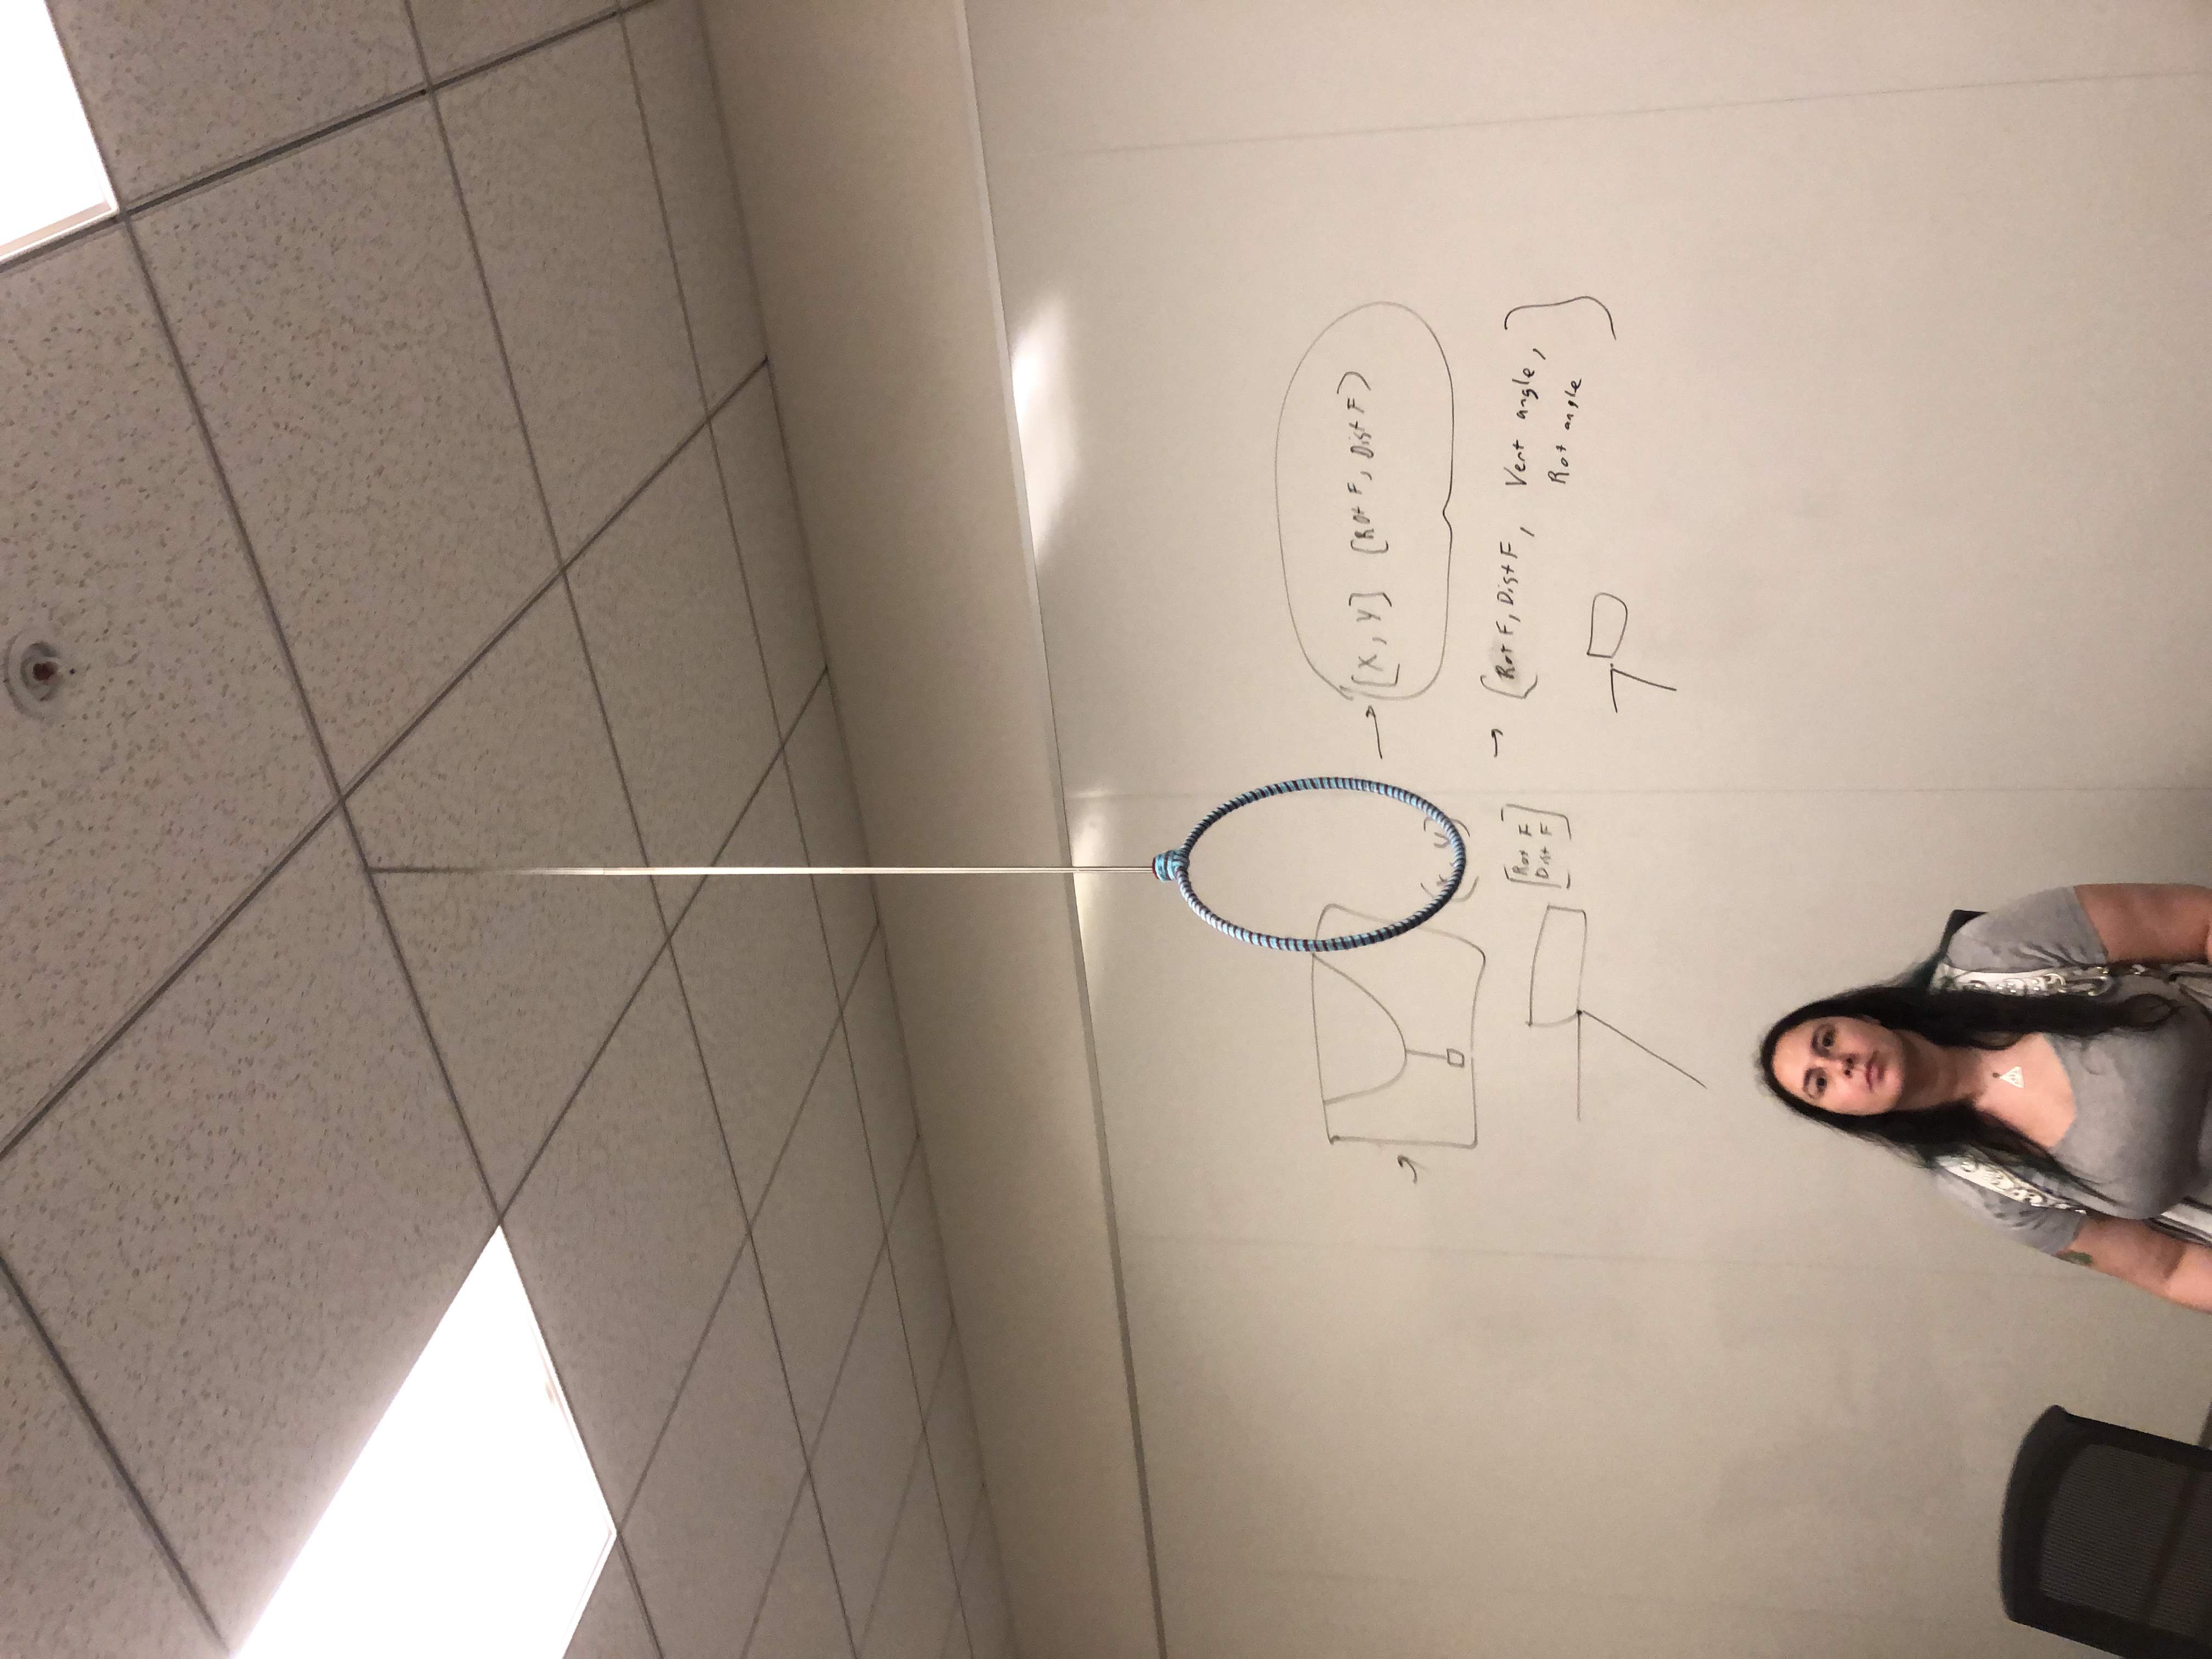 [X, Y] [Rot F, Dist F]
[X, Y]
[Rot F, Dist F, Vert angle,
Rot angle]
[Rot F
Dist F]